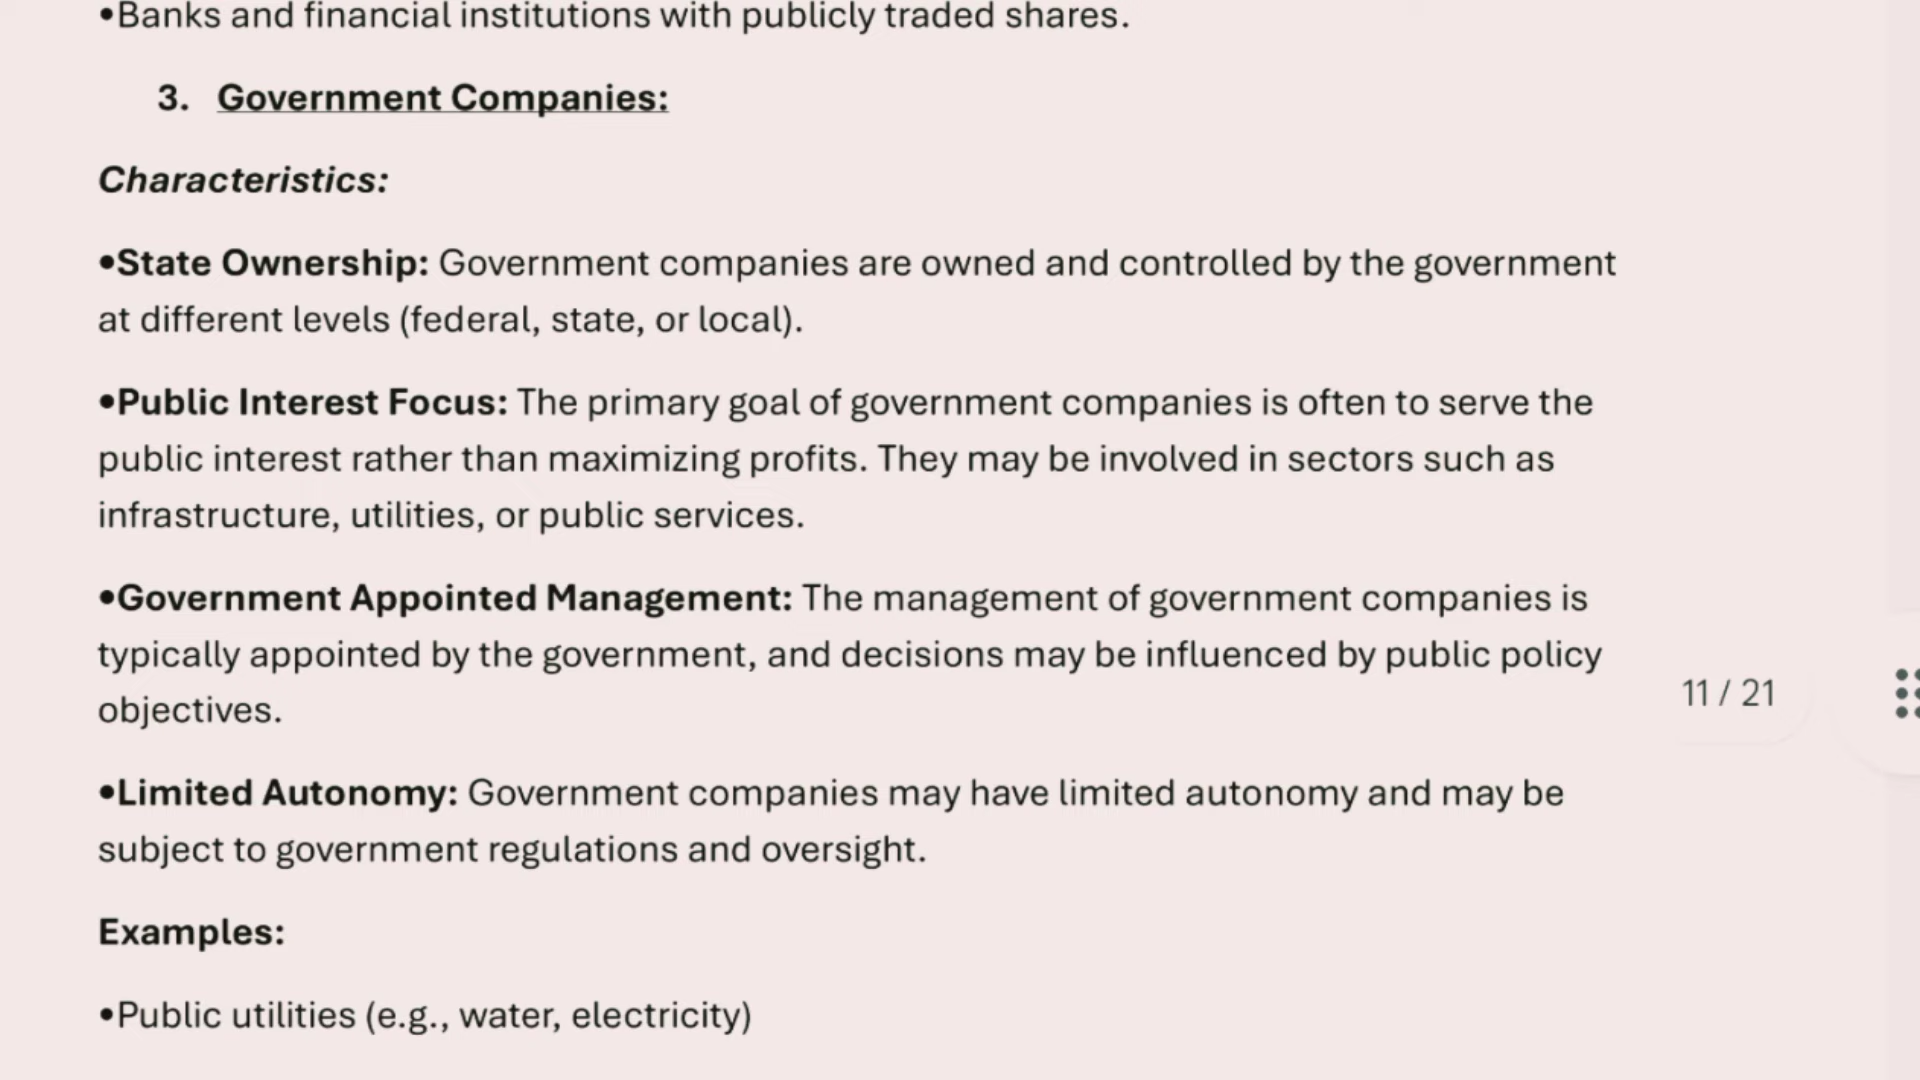 •Banks and financial institutions with publicly traded shares.
3. Government Companies:
Characteristics:
•State Ownership: Government companies are owned and controlled by the government
at different levels (federal, state, or local).
•Public Interest Focus: The primary goal of government companies is often to serve the
public interest rather than maximizing profits. They may be involved in sectors such as
infrastructure, utilities, or public services.
•Government Appointed Management: The management of government companies is
typically appointed by the government, and decisions may be influenced by public policy
objectives.
11 / 21
•Limited Autonomy: Government companies may have limited autonomy and may be
subject to government regulations and oversight.
Examples:
•Public utilities (e.g., water, electricity)